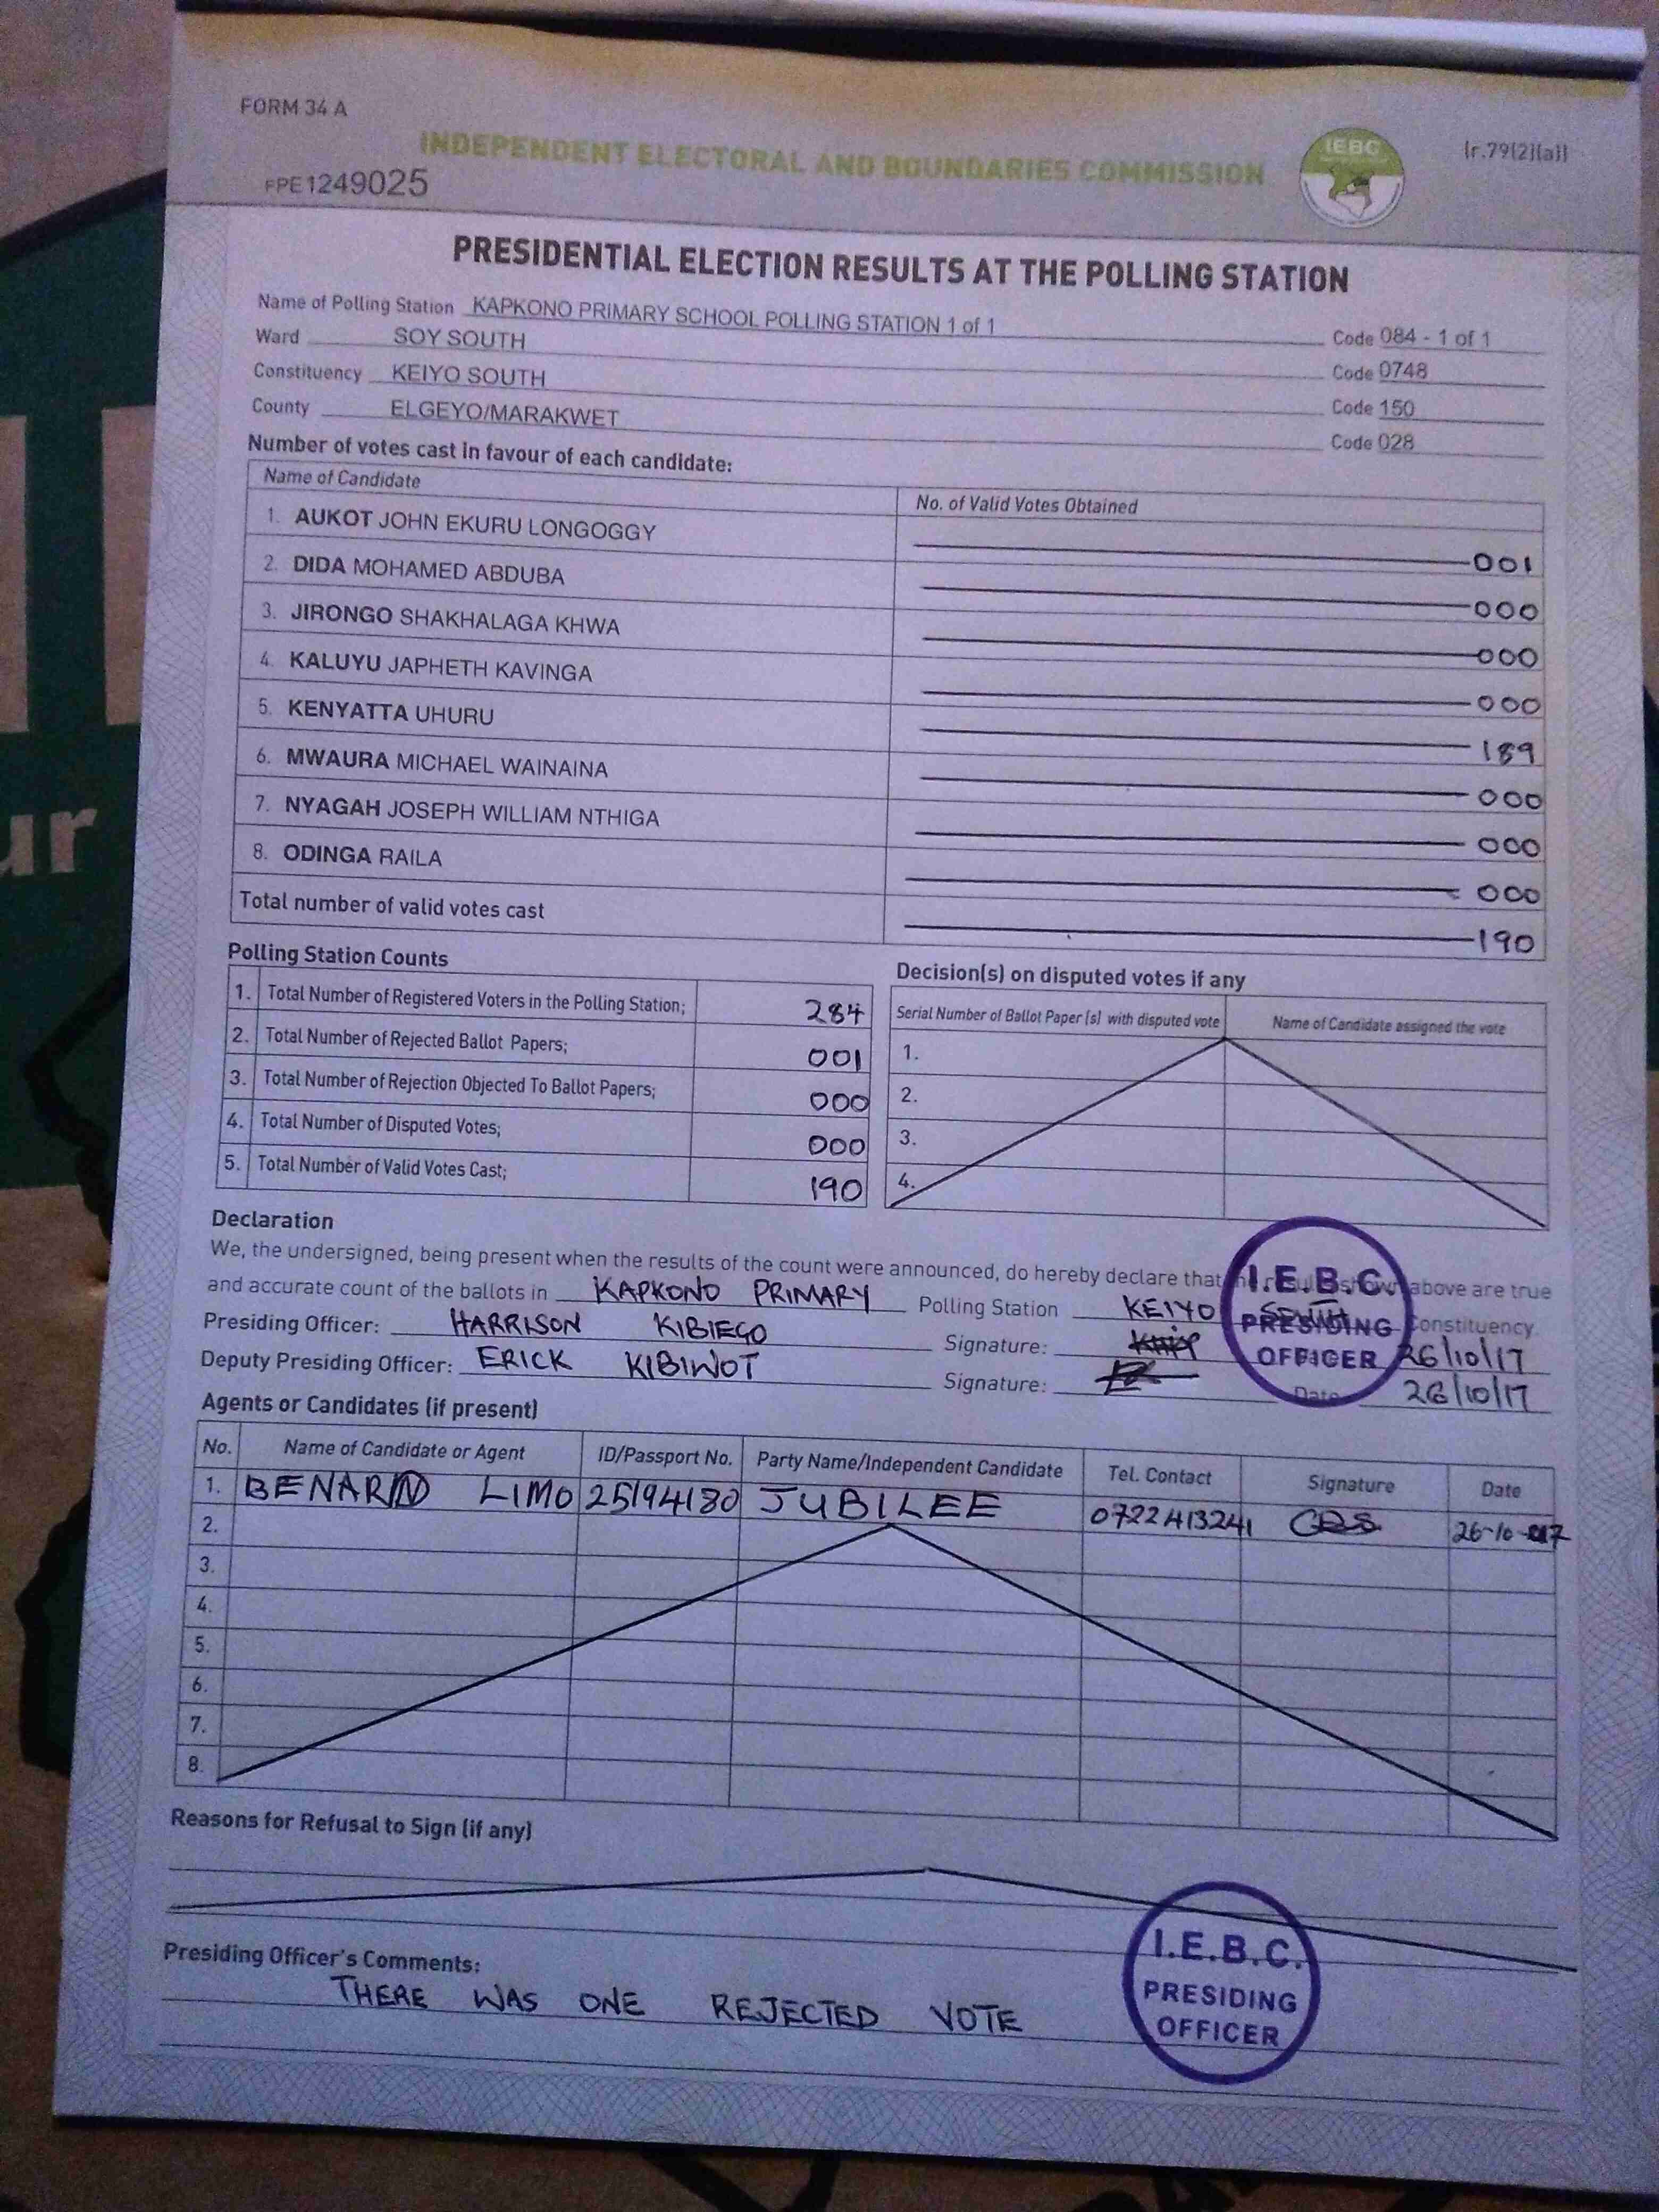 FORM 34 A
INDEPENDENT ELECTORAL AND BOUNDARIES COMMISSION
IEBC
(r.79(2)(a))
FPE1249025
PRESIDENTIAL ELECTION RESULTS AT THE POLLING STATION
Name of Polling Station KAPKONO PRIMARY SCHOOL POLLING STATION 1 of 1 Code 084 - 1 of 1
Ward SOY SOUTH Code 0748
Constituency KEIYO SOUTH Code 150
County ELGEYO/MARAKWET Code 028
Number of votes cast in favour of each candidate:
Name of Candidate No. of Valid Votes Obtained
1. AUKOT JOHN EKURU LONGOGGY 001
2. DIDA MOHAMED ABDUBA 000
3. JIRONGO SHAKHALAGA KHWA 000
4. KALUYU JAPHETH KAVINGA 000
5. KENYATTA UHURU 189
6. MWAURA MICHAEL WAINAINA 000
7. NYAGAH JOSEPH WILLIAM NTHIGA 000
8. ODINGA RAILA 000
Total number of valid votes cast 190
Polling Station Counts
1. Total Number of Registered Voters in the Polling Station; 284
2. Total Number of Rejected Ballot Papers; 001
3. Total Number of Rejection Objected To Ballot Papers; 000
4. Total Number of Disputed Votes; 000
5. Total Number of Valid Votes Cast; 190
Decision(s) on disputed votes if any
Serial Number of Ballot Paper (s) with disputed vote Name of Candidate assigned the vote
1.
2.
3.
4.
Declaration
We, the undersigned, being present when the results of the count were announced, do hereby declare that the results shown above are true
and accurate count of the ballots in KAPKONO PRIMARY Polling Station KEIYO SOUTH Constituency.
Presiding Officer: HARRISON KIBIEGO Signature: 26/10/17
Deputy Presiding Officer: ERICK KIBIWOT Signature: Date 26/10/17
I.E.B.C
PRESIDING
OFFICER
Agents or Candidates (if present)
No. Name of Candidate or Agent ID/Passport No. Party Name/Independent Candidate Tel. Contact Signature Date
1. BENARD LIMO 25194180 JUBILEE 0722413241 26-10-
2.
3.
4.
5.
6.
7.
8.
Reasons for Refusal to Sign (if any)
Presiding Officer's Comments:
THERE WAS ONE REJECTED VOTE
I.E.B.C.
PRESIDING
OFFICER
ur